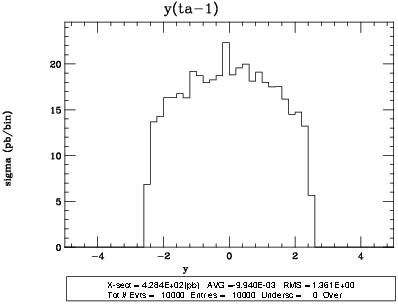 y(ta−1)
sigma (pb/bin)
20
15
10
5
0
−4 −2 0 2 4
y
X-sect = 4.284E+02(pb) AVG =-9.940E-03 RMS = 1.361E+00
Tot # Evts = 10000 Entries = 10000 Undersc = 0 Over